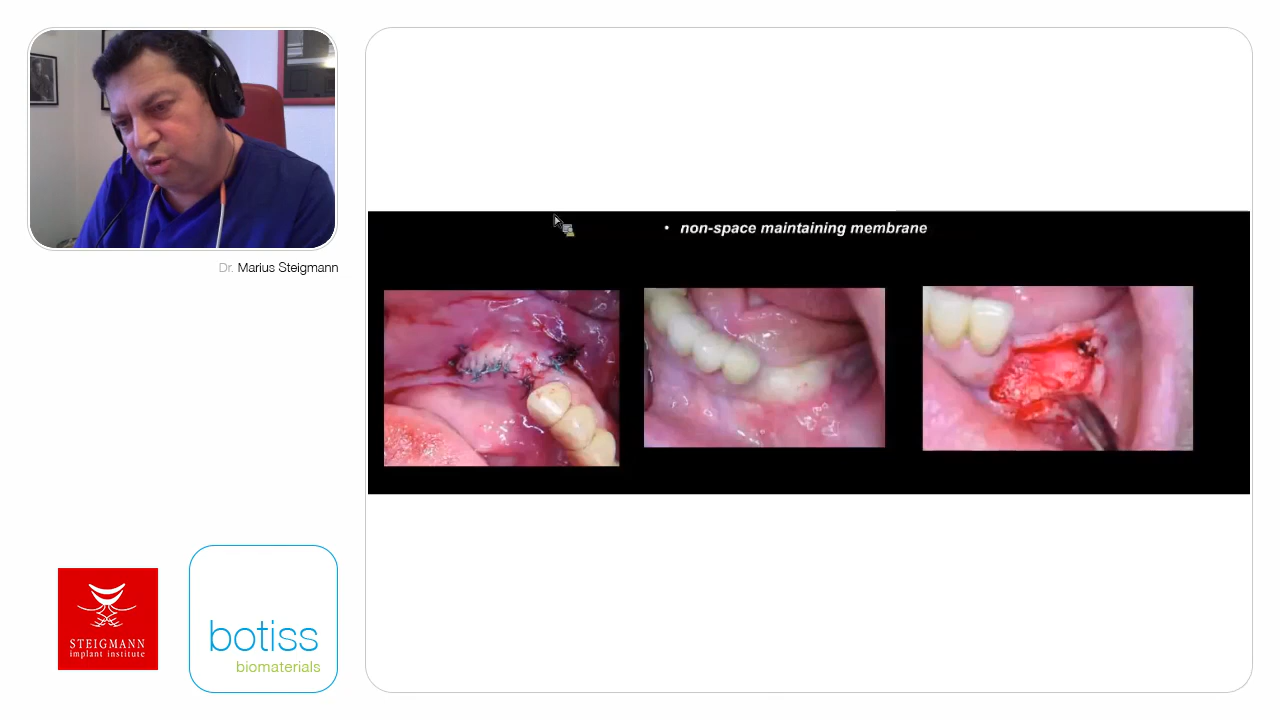 Dr. Marius Steigmann
• non-space maintaining membrane
STEIGMANN
implant institute
botiss
biomaterials